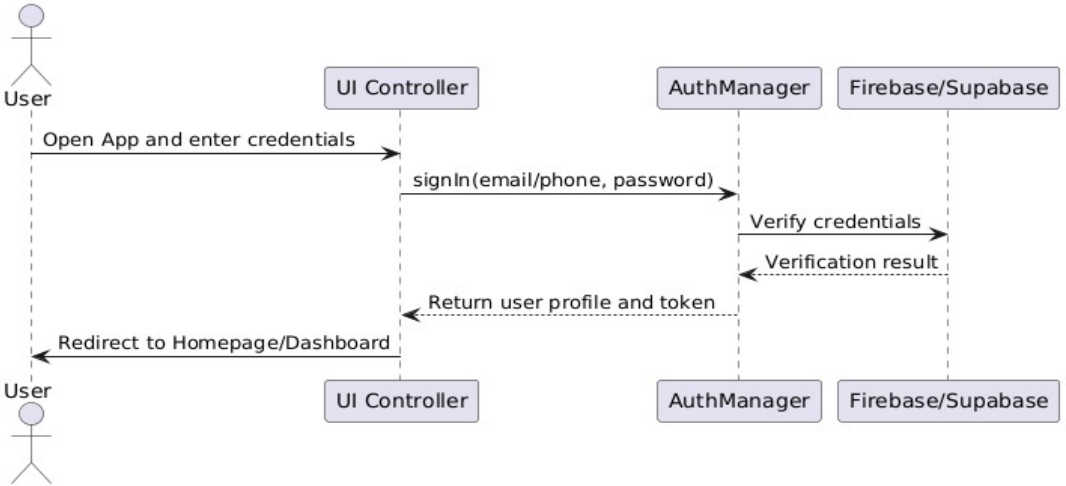 User
UI Controller
AuthManager
Firebase/Supabase
Open App and enter credentials
signIn(email/phone, password)
Verify credentials
Verification result
Return user profile and token
Redirect to Homepage/Dashboard
User
UI Controller
AuthManager
Firebase/Supabase